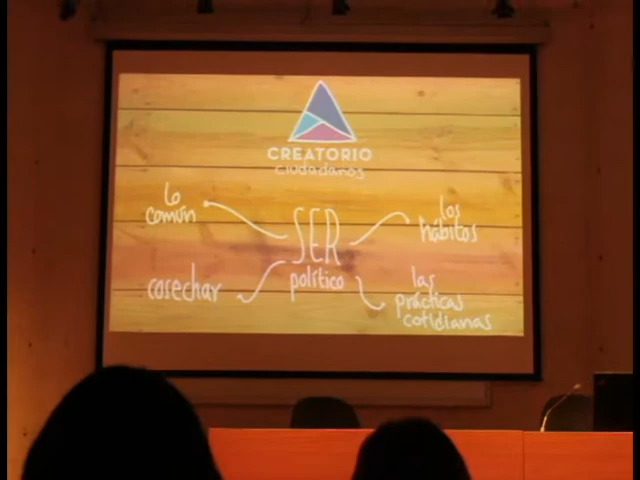 CREATORIO
ciudadanos
lo
común
SER
político
los
hábitos
cosechar
las
prácticas
cotidianas